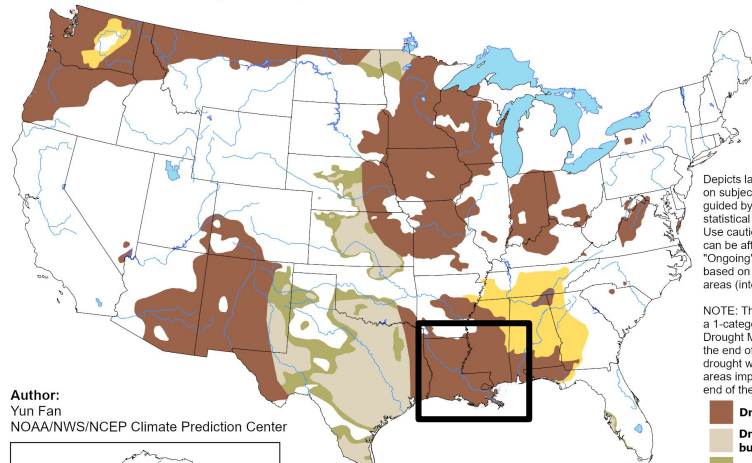 Depicts la
on subjec
guided by
statistical
Use cauti
can be aff
"Ongoing"
based on
areas (int
NOTE: Th
a 1-catego
Drought M
the end of
drought w
areas imp
end of the
Author:
Yun Fan
NOAA/NWS/NCEP Climate Prediction Center
Dr
Dr
bu